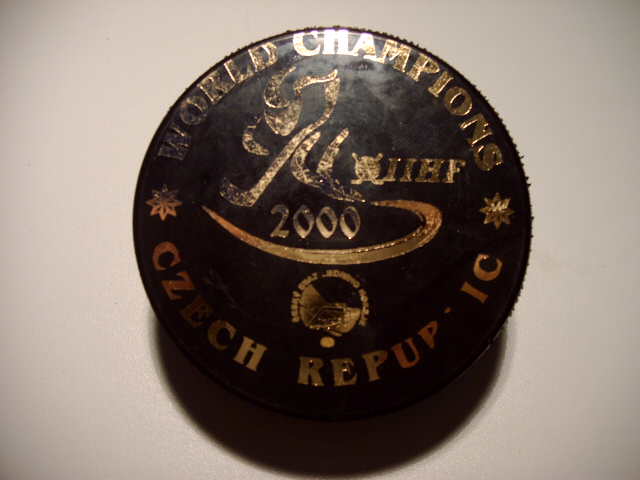 WORLD CHAMPIONS
IIHF
2000
CZECH REPUP IC